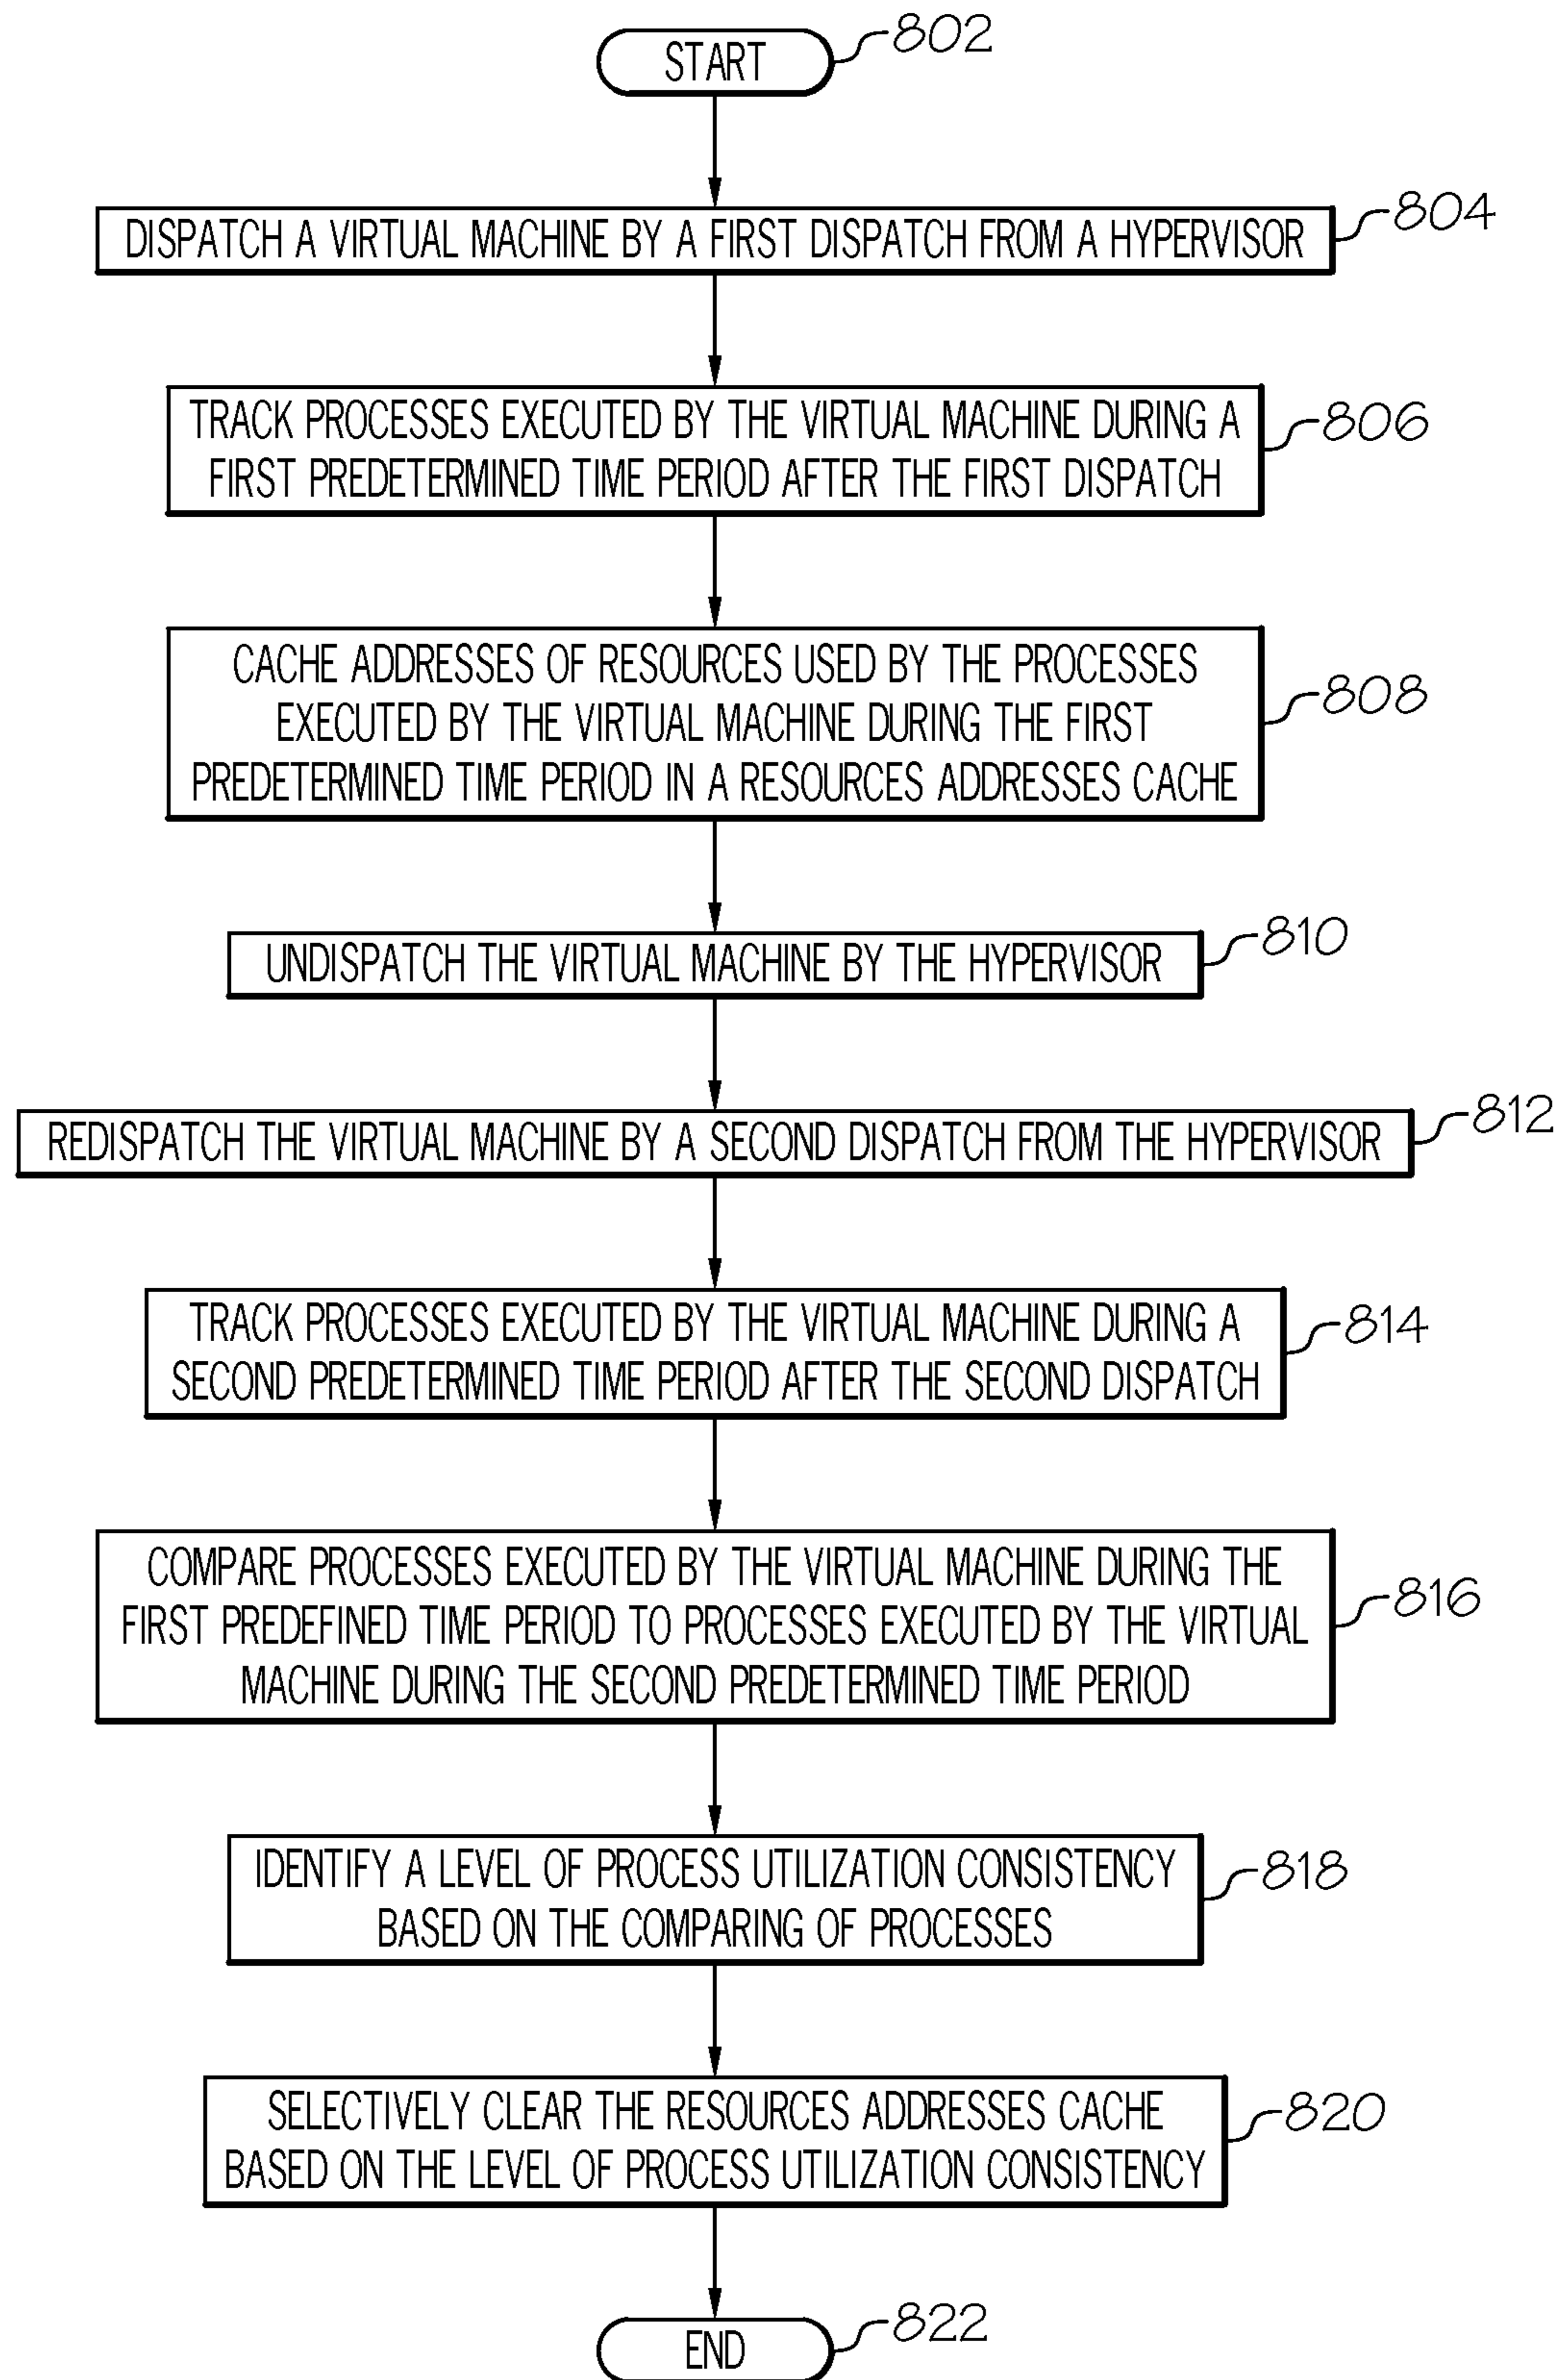 START
802
DISPATCH A VIRTUAL MACHINE BY A FIRST DISPATCH FROM A HYPERVISOR
804
TRACK PROCESSES EXECUTED BY THE VIRTUAL MACHINE DURING A
FIRST PREDETERMINED TIME PERIOD AFTER THE FIRST DISPATCH
806
CACHE ADDRESSES OF RESOURCES USED BY THE PROCESSES
EXECUTED BY THE VIRTUAL MACHINE DURING THE FIRST
PREDETERMINED TIME PERIOD IN A RESOURCES ADDRESSES CACHE
808
UNDISPATCH THE VIRTUAL MACHINE BY THE HYPERVISOR
810
REDISPATCH THE VIRTUAL MACHINE BY A SECOND DISPATCH FROM THE HYPERVISOR
812
TRACK PROCESSES EXECUTED BY THE VIRTUAL MACHINE DURING A
SECOND PREDETERMINED TIME PERIOD AFTER THE SECOND DISPATCH
814
COMPARE PROCESSES EXECUTED BY THE VIRTUAL MACHINE DURING THE
FIRST PREDEFINED TIME PERIOD TO PROCESSES EXECUTED BY THE VIRTUAL
MACHINE DURING THE SECOND PREDETERMINED TIME PERIOD
816
IDENTIFY A LEVEL OF PROCESS UTILIZATION CONSISTENCY
BASED ON THE COMPARING OF PROCESSES
818
SELECTIVELY CLEAR THE RESOURCES ADDRESSES CACHE
BASED ON THE LEVEL OF PROCESS UTILIZATION CONSISTENCY
820
END
822